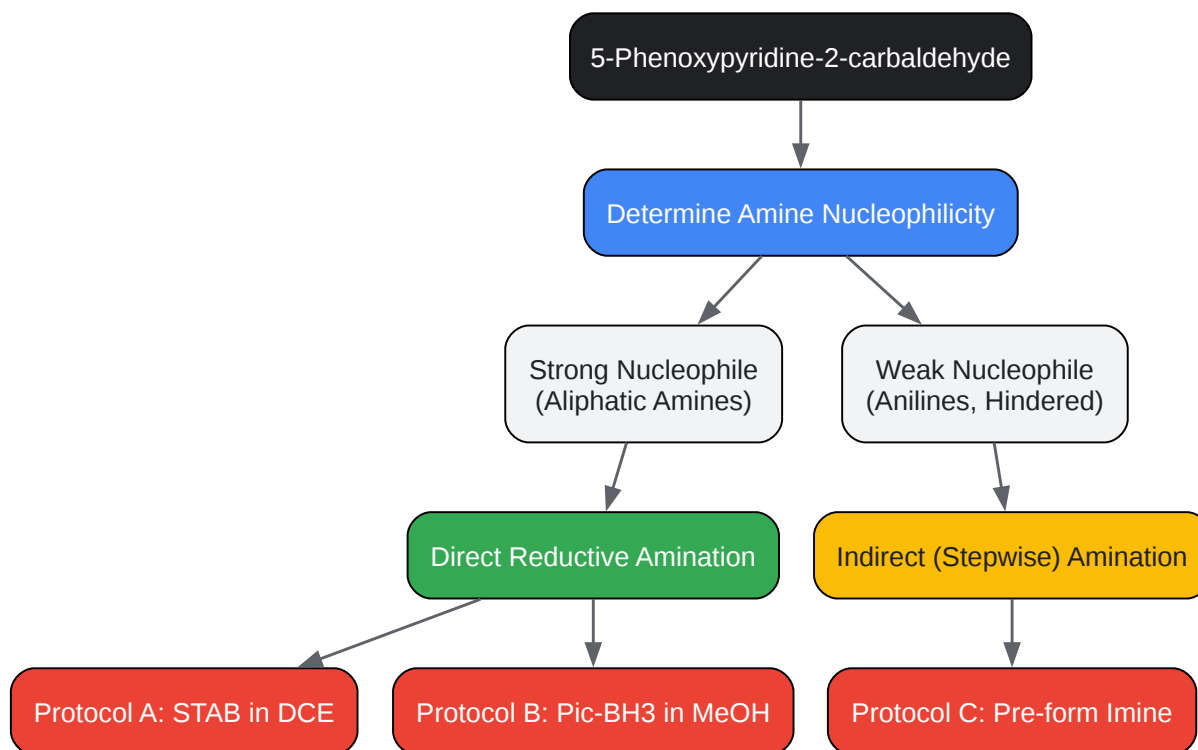 5-Phenoxypyridine-2-carbaldehyde
Determine Amine Nucleophilicity
Strong Nucleophile
(Aliphatic Amines)
Weak Nucleophile
(Anilines, Hindered)
Direct Reductive Amination
Indirect (Stepwise) Amination
Protocol A: STAB in DCE
Protocol B: Pic-BH3 in MeOH
Protocol C: Pre-form Imine